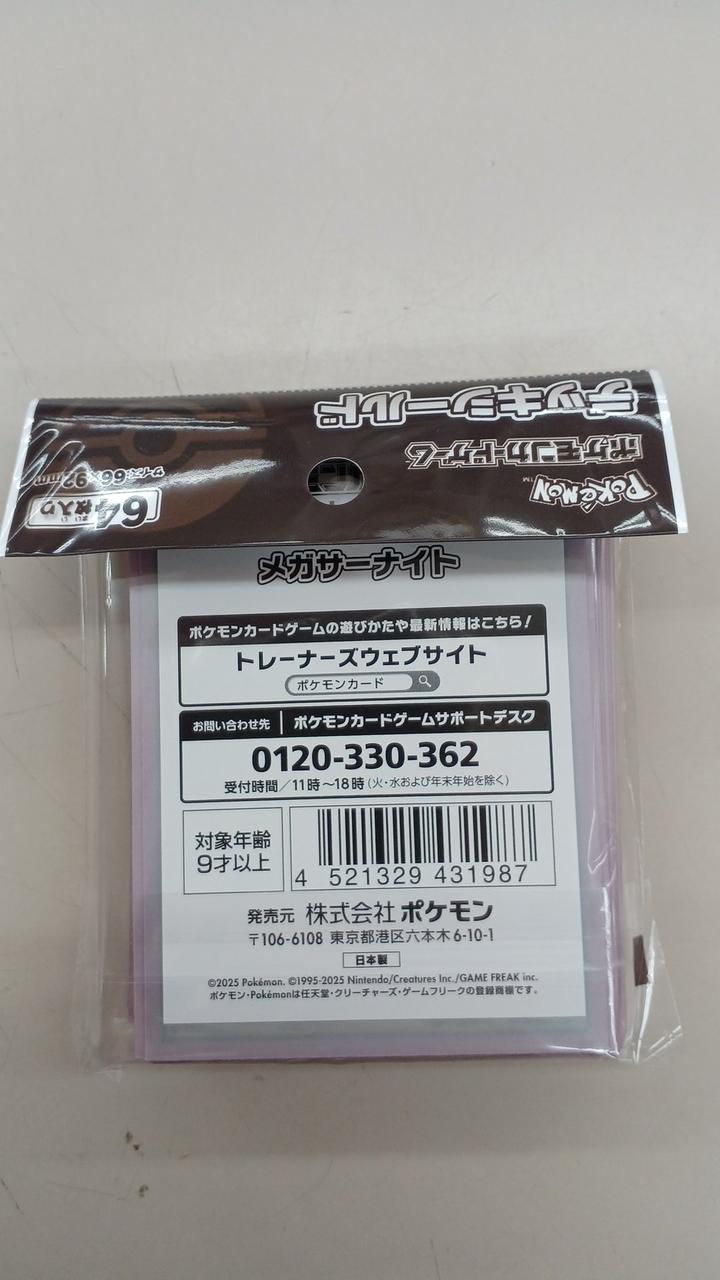 デッキシールド
ポケモンカードゲーム
POKÉMON™
サイズ:66×92mm
64枚入り
まいい
メガサーナイト
ポケモンカードゲームの遊びかたや最新情報はこちら!
トレーナーズウェブサイト
ポケモンカード
お問い合わせ先 ポケモンカードゲームサポートデスク
0120-330-362
受付時間/11時〜18時(火・水および年末年始を除く)
対象年齢
9才以上
4 521329 431987
発売元 株式会社ポケモン
〒106-6108 東京都港区六本木6-10-1
日本製
©2025 Pokémon. ©1995-2025 Nintendo/Creatures Inc./GAME FREAK inc.
ポケモン・Pokémonは任天堂・クリーチャーズ・ゲームフリークの登録商標です。